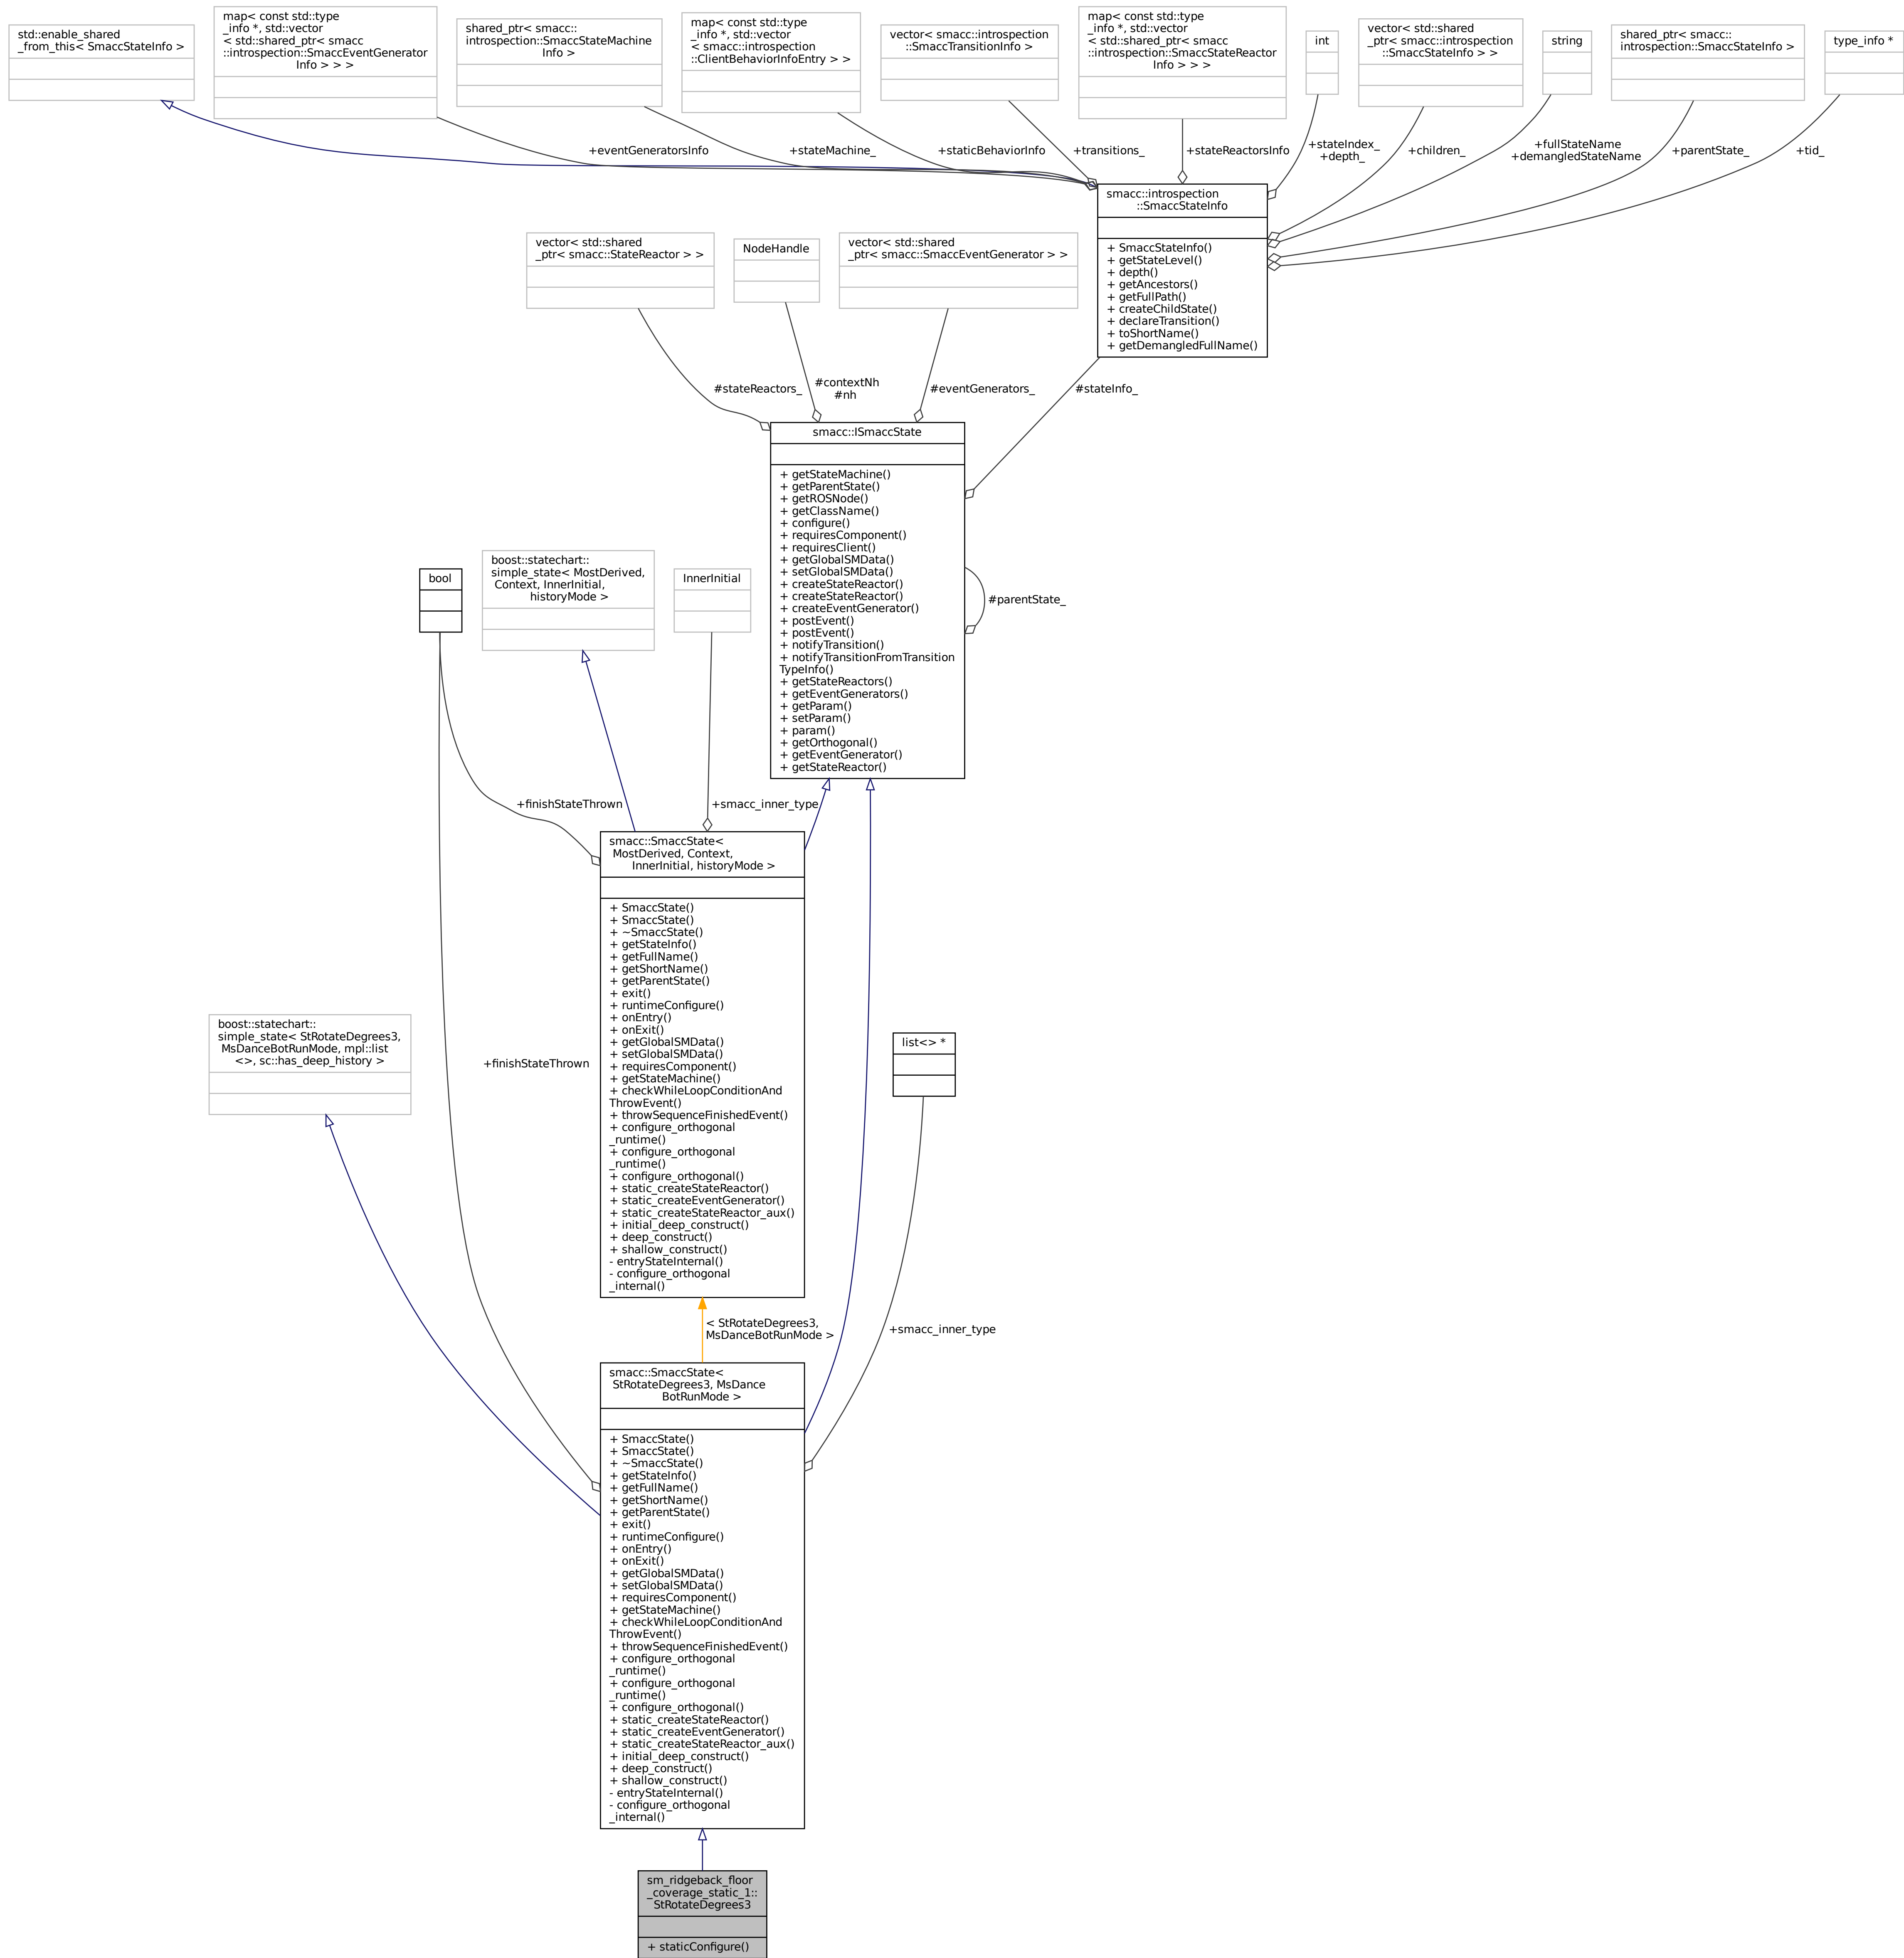 std::enable_shared
_from_this< SmaccStateInfo >
map< const std::type
_info *, std::vector
< std::shared_ptr< smacc
::introspection::SmaccEventGenerator
Info > > >
shared_ptr< smacc::
introspection::SmaccStateMachine
Info >
map< const std::type
_info *, std::vector
< smacc::introspection
::ClientBehaviorInfoEntry > >
vector< smacc::introspection
::SmaccTransitionInfo >
map< const std::type
_info *, std::vector
< std::shared_ptr< smacc
::introspection::SmaccStateReactor
Info > > >
int
vector< std::shared
_ptr< smacc::introspection
::SmaccStateInfo > >
string
shared_ptr< smacc::
introspection::SmaccStateInfo >
type_info *
+eventGeneratorsInfo
+stateMachine_
+staticBehaviorInfo
+transitions_
+stateReactorsInfo
+stateIndex_
+depth_
+children_
+fullStateName
+demangledStateName
+parentState_
+tid_
smacc::introspection
::SmaccStateInfo
+ SmaccStateInfo()
+ getStateLevel()
+ depth()
+ getAncestors()
+ getFullPath()
+ createChildState()
+ declareTransition()
+ toShortName()
+ getDemangledFullName()
vector< std::shared
_ptr< smacc::StateReactor > >
NodeHandle
vector< std::shared
_ptr< smacc::SmaccEventGenerator > >
#stateReactors_
#contextNh
#nh
#eventGenerators_
#stateInfo_
smacc::ISmaccState
+ getStateMachine()
+ getParentState()
+ getROSNode()
+ getClassName()
+ configure()
+ requiresComponent()
+ requiresClient()
+ getGlobalSMData()
+ setGlobalSMData()
+ createStateReactor()
+ createStateReactor()
+ createEventGenerator()
+ postEvent()
+ postEvent()
+ notifyTransition()
+ notifyTransitionFromTransition
TypeInfo()
+ getStateReactors()
+ getEventGenerators()
+ getParam()
+ setParam()
+ param()
+ getOrthogonal()
+ getEventGenerator()
+ getStateReactor()
#parentState_
bool
boost::statechart::
simple_state< MostDerived,
Context, InnerInitial,
historyMode >
InnerInitial
+finishStateThrown
+smacc_inner_type
smacc::SmaccState<
MostDerived, Context,
InnerInitial, historyMode >
+ SmaccState()
+ SmaccState()
+ ~SmaccState()
+ getStateInfo()
+ getFullName()
+ getShortName()
+ getParentState()
+ exit()
+ runtimeConfigure()
+ onEntry()
+ onExit()
+ getGlobalSMData()
+ setGlobalSMData()
+ requiresComponent()
+ getStateMachine()
+ checkWhileLoopConditionAnd
ThrowEvent()
+ throwSequenceFinishedEvent()
+ configure_orthogonal
_runtime()
+ configure_orthogonal
_runtime()
+ configure_orthogonal()
+ static_createStateReactor()
+ static_createEventGenerator()
+ static_createStateReactor_aux()
+ initial_deep_construct()
+ deep_construct()
+ shallow_construct()
- entryStateInternal()
- configure_orthogonal
_internal()
boost::statechart::
simple_state< StRotateDegrees3,
MsDanceBotRunMode, mpl::list
<>, sc::has_deep_history >
+finishStateThrown
list<> *
< StRotateDegrees3,
MsDanceBotRunMode >
+smacc_inner_type
smacc::SmaccState<
StRotateDegrees3, MsDance
BotRunMode >
+ SmaccState()
+ SmaccState()
+ ~SmaccState()
+ getStateInfo()
+ getFullName()
+ getShortName()
+ getParentState()
+ exit()
+ runtimeConfigure()
+ onEntry()
+ onExit()
+ getGlobalSMData()
+ setGlobalSMData()
+ requiresComponent()
+ getStateMachine()
+ checkWhileLoopConditionAnd
ThrowEvent()
+ throwSequenceFinishedEvent()
+ configure_orthogonal
_runtime()
+ configure_orthogonal
_runtime()
+ configure_orthogonal()
+ static_createStateReactor()
+ static_createEventGenerator()
+ static_createStateReactor_aux()
+ initial_deep_construct()
+ deep_construct()
+ shallow_construct()
- entryStateInternal()
- configure_orthogonal
_internal()
sm_ridgeback_floor
_coverage_static_1::
StRotateDegrees3
+ staticConfigure()